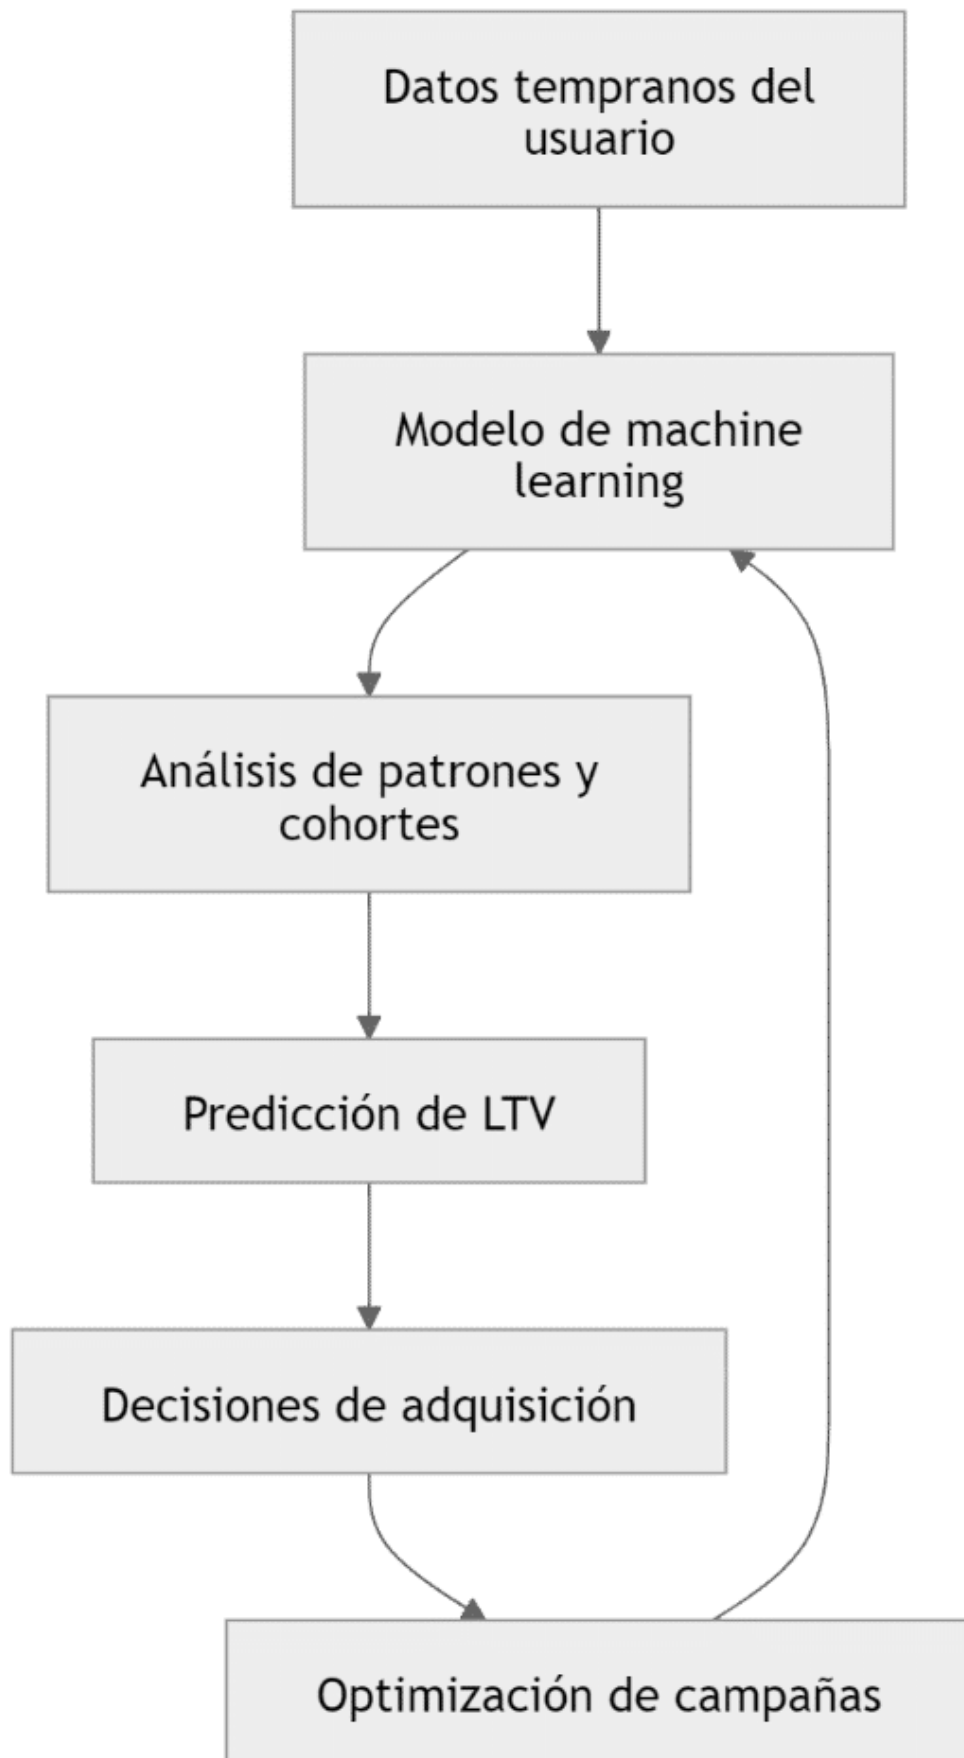 Datos tempranos del
usuario
Modelo de machine
learning
Análisis de patrones y
cohortes
Predicción de LTV
Decisiones de adquisición
Optimización de campañas